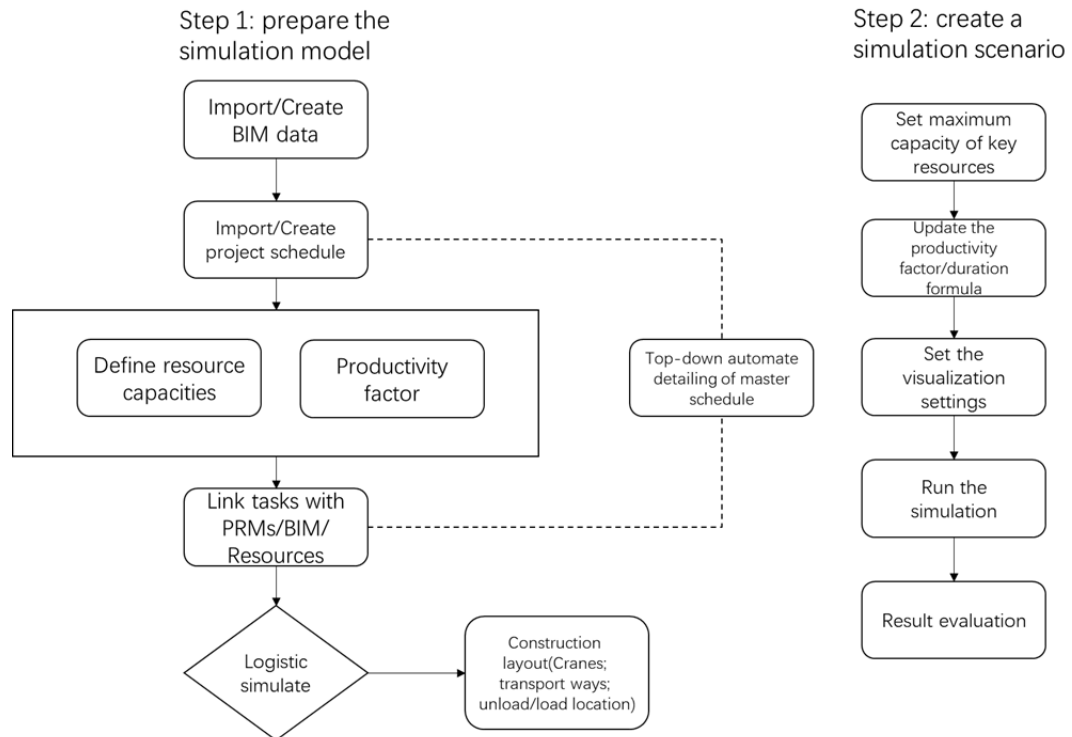 Step 1: prepare the
simulation model
Import/Create
BIM data
Import/Create
project schedule
Define resource
capacities
Productivity
factor
Top-down automate
detailing of master
schedule
Link tasks with
PRMs/BIM/
Resources
Logistic
simulate
Construction
layout(Cranes;
transport ways;
unload/load location)
Step 2: create a
simulation scenario
Set maximum
capacity of key
resources
Update the
productivity
factor/duration
formula
Set the
visualization
settings
Run the
simulation
Result evaluation